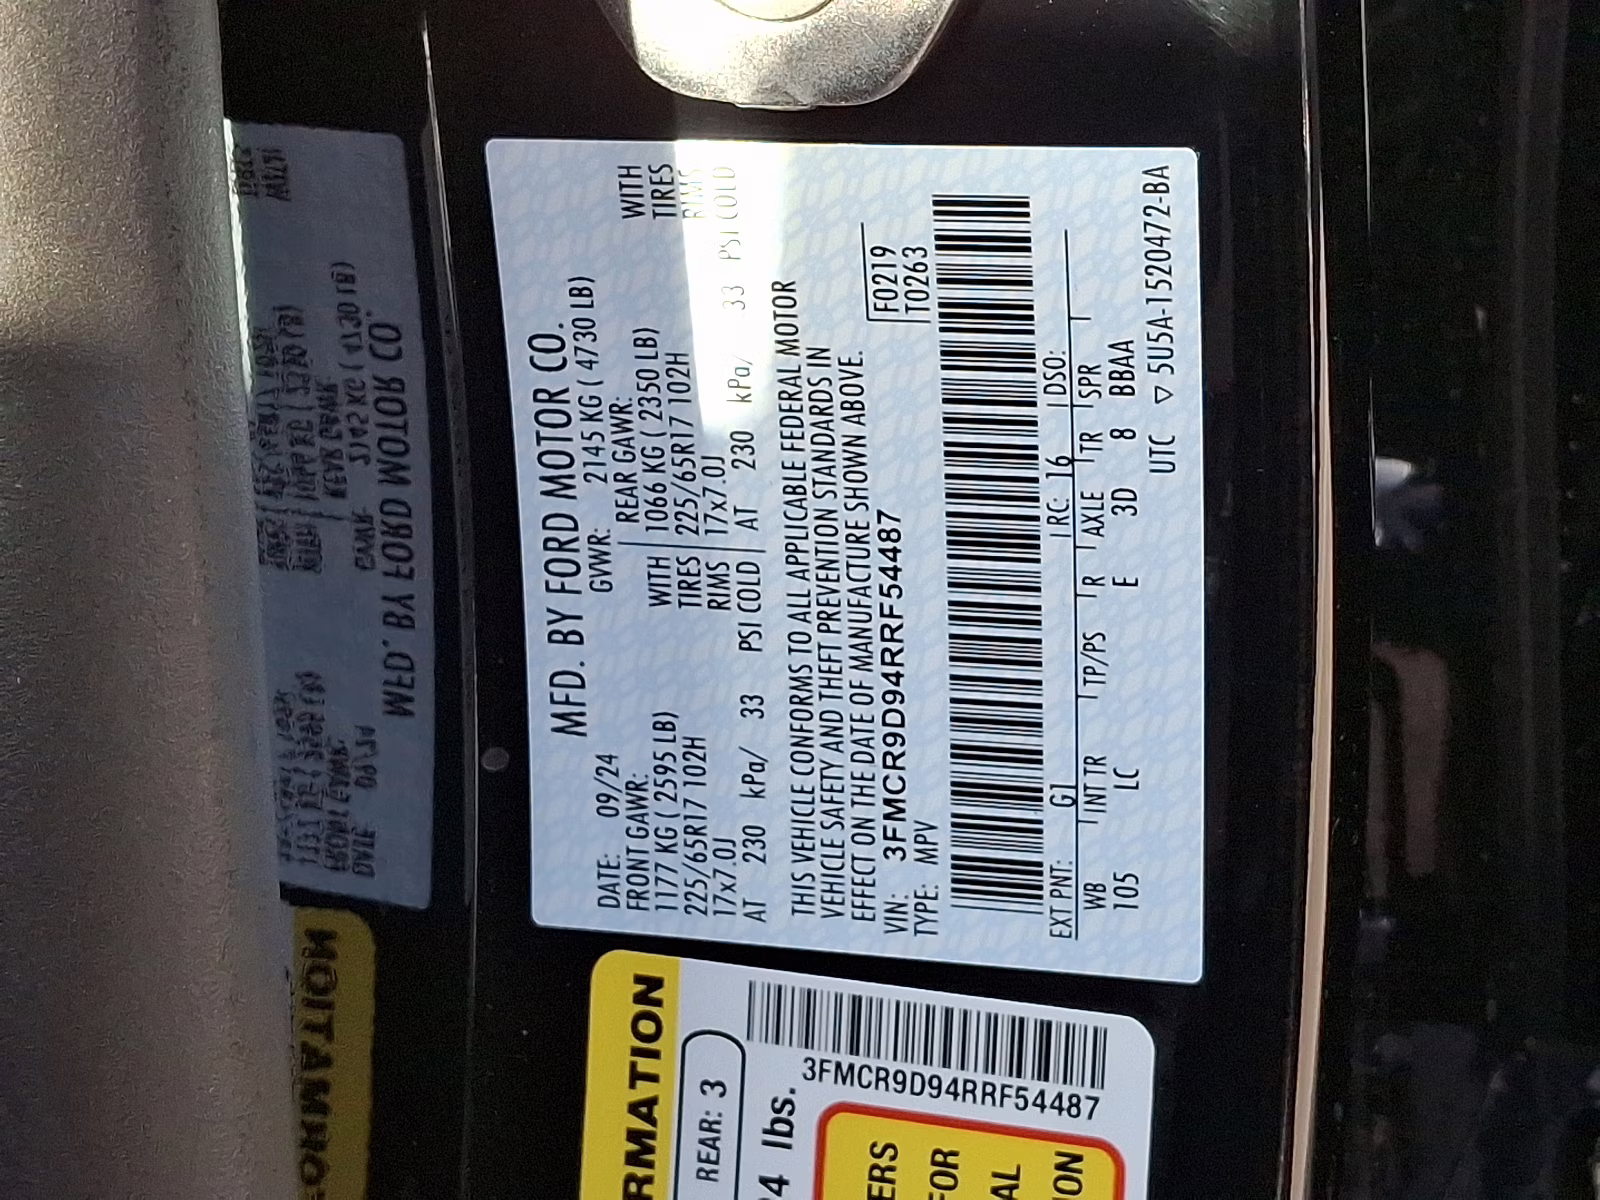 MFD. BY FORD MOTOR CO.
DATE: 09/24 GVWR: 2145 KG ( 4730 LB)
FRONT GAWR: REAR GAWR: WITH
1177 KG ( 2595 LB) WITH 1066 KG ( 2350 LB) TIRES
225/65R17 102H TIRES 225/65R17 102H RIMS
17x7.0J RIMS 17x7.0J PSI COLD
AT 230 kPa/ 33 PSI COLD AT 230 kPa/ 33
THIS VEHICLE CONFORMS TO ALL APPLICABLE FEDERAL MOTOR
VEHICLE SAFETY AND THEFT PREVENTION STANDARDS IN
EFFECT ON THE DATE OF MANUFACTURE SHOWN ABOVE.
VIN: 3FMCR9D94RRF54487 F0219
TYPE: MPV T0263
EXT PNT: G1 RC: 16 DSO:
WB INT TR TP/PS R AXLE TR SPR
105 LC E 3D 8 BBAA
UTC ▽ 5U5A-1520472-BA
RMATION
REAR: 3
4 lbs.
3FMCR9D94RRF54487
ERS
FOR
AL
ION